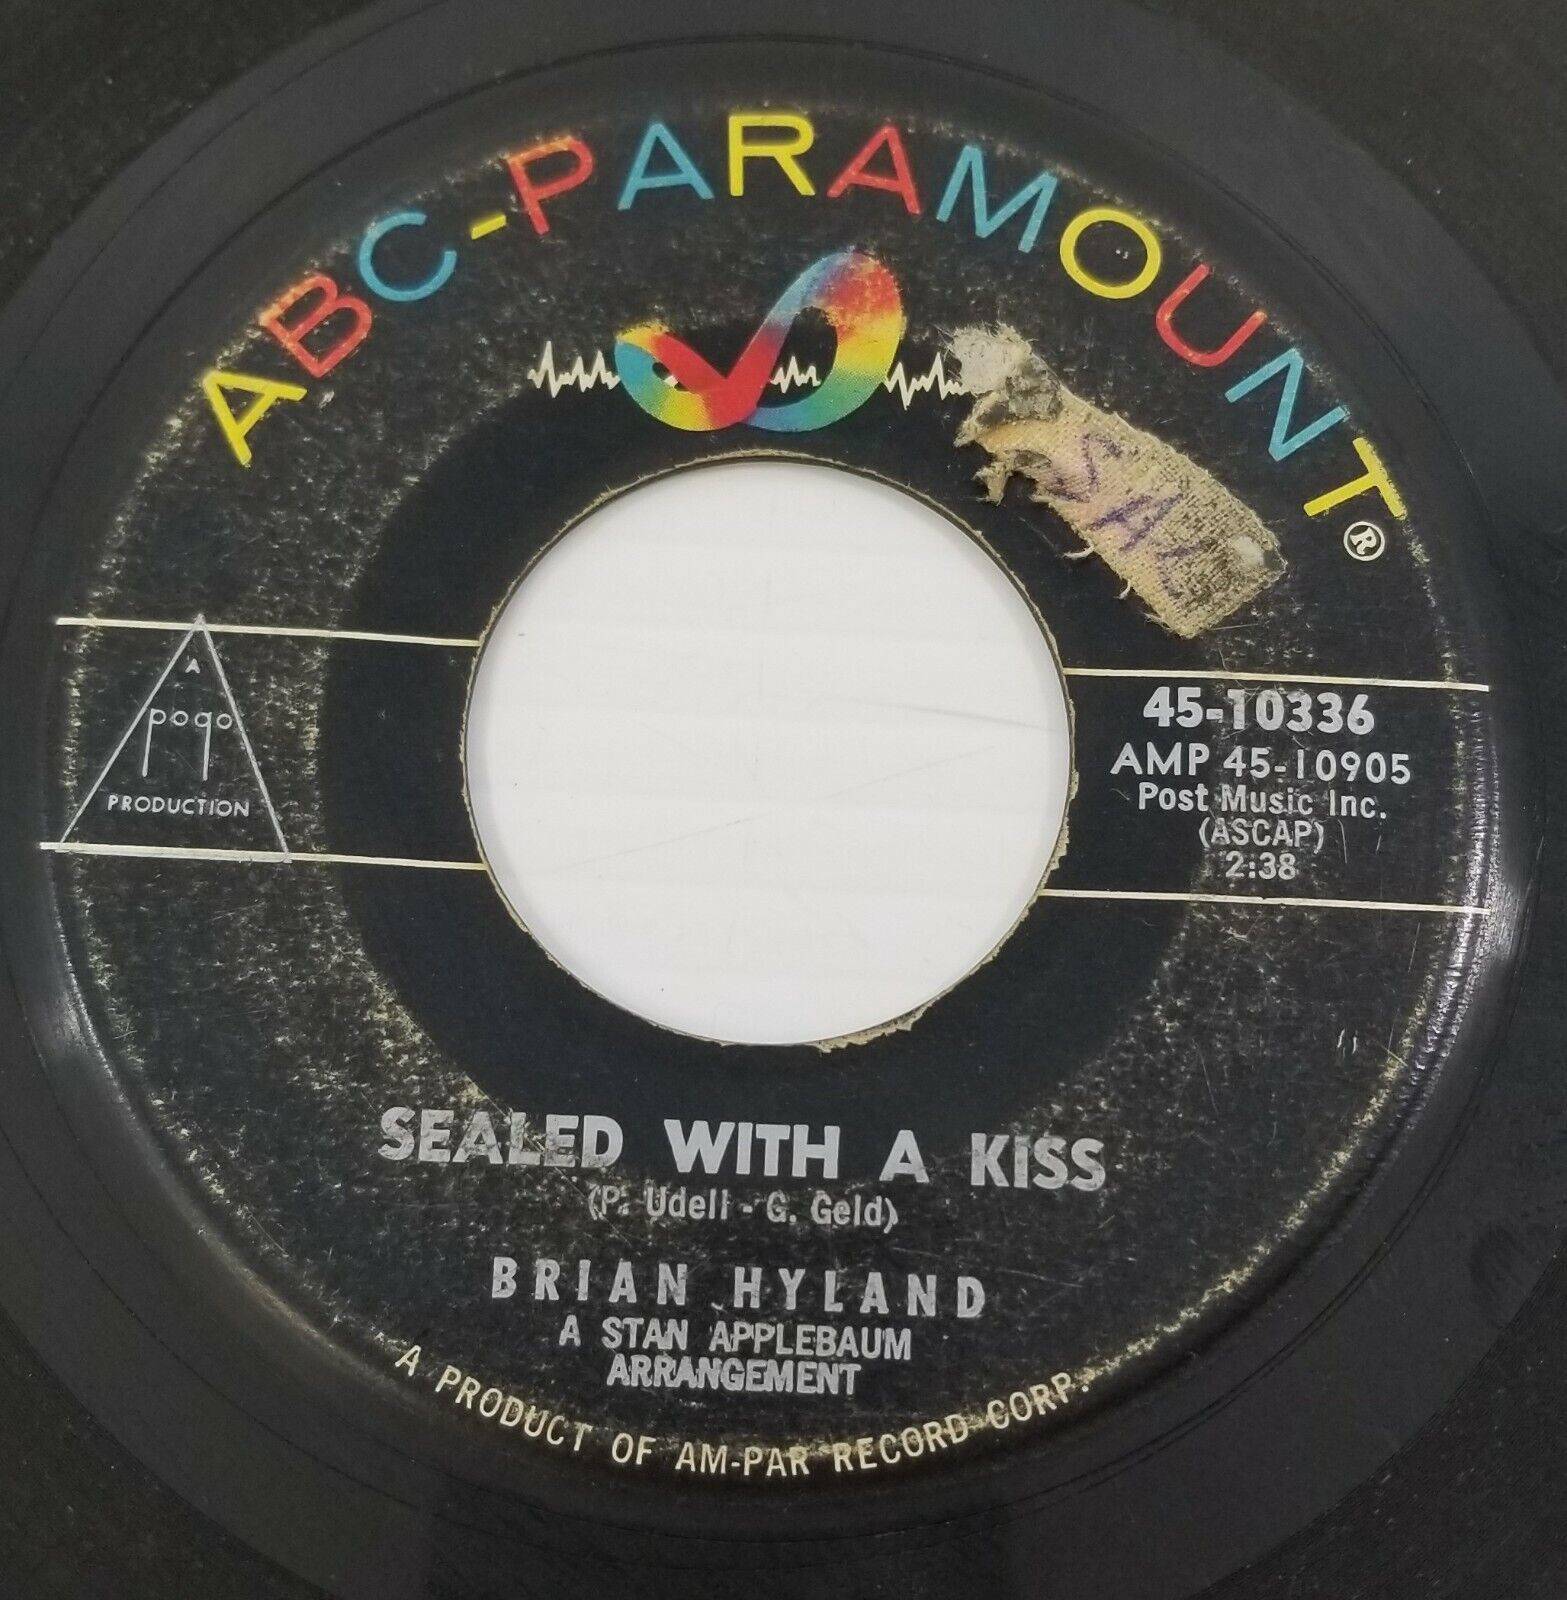 ABC-PARAMOUNT
®
SAL
A
pogo
PRODUCTION
45-10336
AMP 45-10905
Post Music Inc.
(ASCAP)
2:38
SEALED WITH A KISS
(P. Udell - G. Geld)
BRIAN HYLAND
A STAN APPLEBAUM
ARRANGEMENT
A PRODUCT OF AM-PAR RECORD CORP.